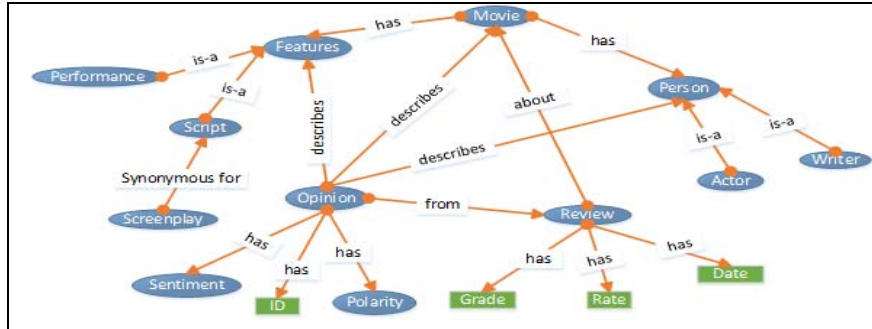 Movie
has
Features
has
is-a
Performance
is-a
Person
describes
about
describes
Script
is-a
is-a
describes
Writer
Synonymous for
Actor
Opinion
from
Review
Screenplay
has
has
has
has
has
has
Date
Sentiment
ID
Polarity
Grade
Rate